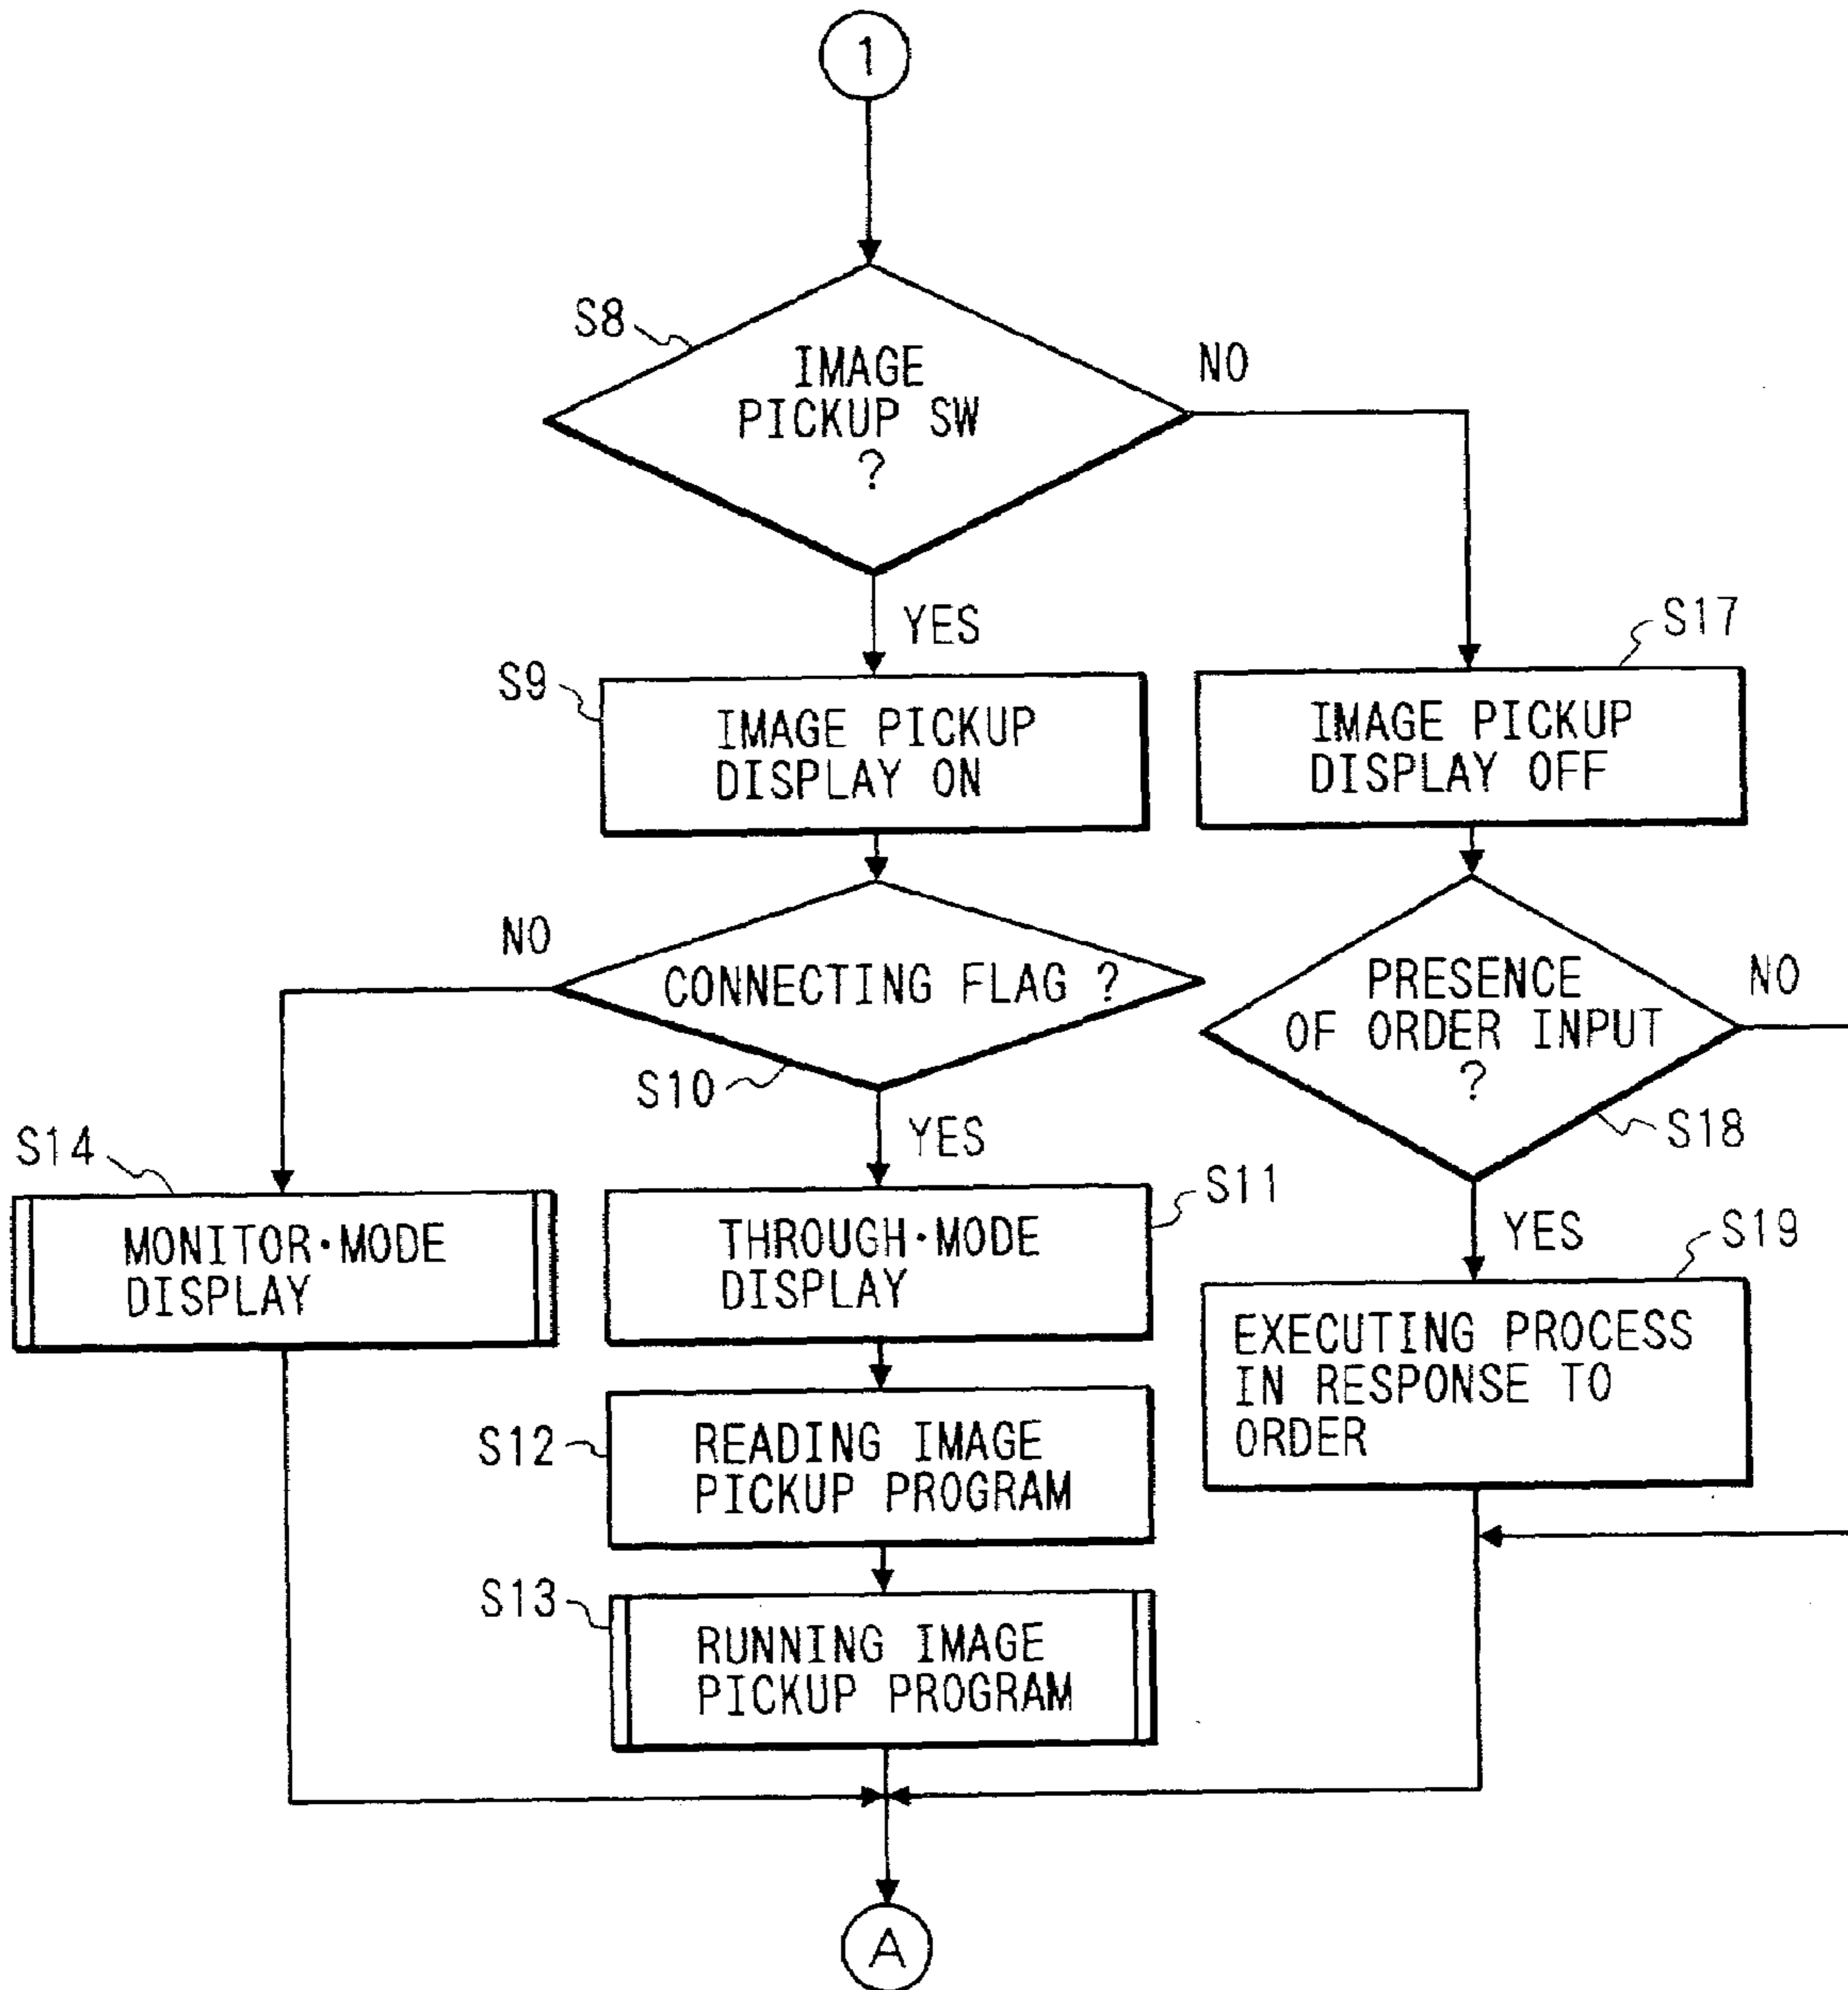 1
S8
IMAGE
PICKUP SW
?
NO
YES
S17
S9
IMAGE PICKUP
DISPLAY ON
IMAGE PICKUP
DISPLAY OFF
NO
CONNECTING FLAG ?
S10
PRESENCE
OF ORDER INPUT
?
NO
S18
YES
S14
MONITOR·MODE
DISPLAY
S11
THROUGH·MODE
DISPLAY
YES
S19
EXECUTING PROCESS
IN RESPONSE TO
ORDER
S12
READING IMAGE
PICKUP PROGRAM
S13
RUNNING IMAGE
PICKUP PROGRAM
A